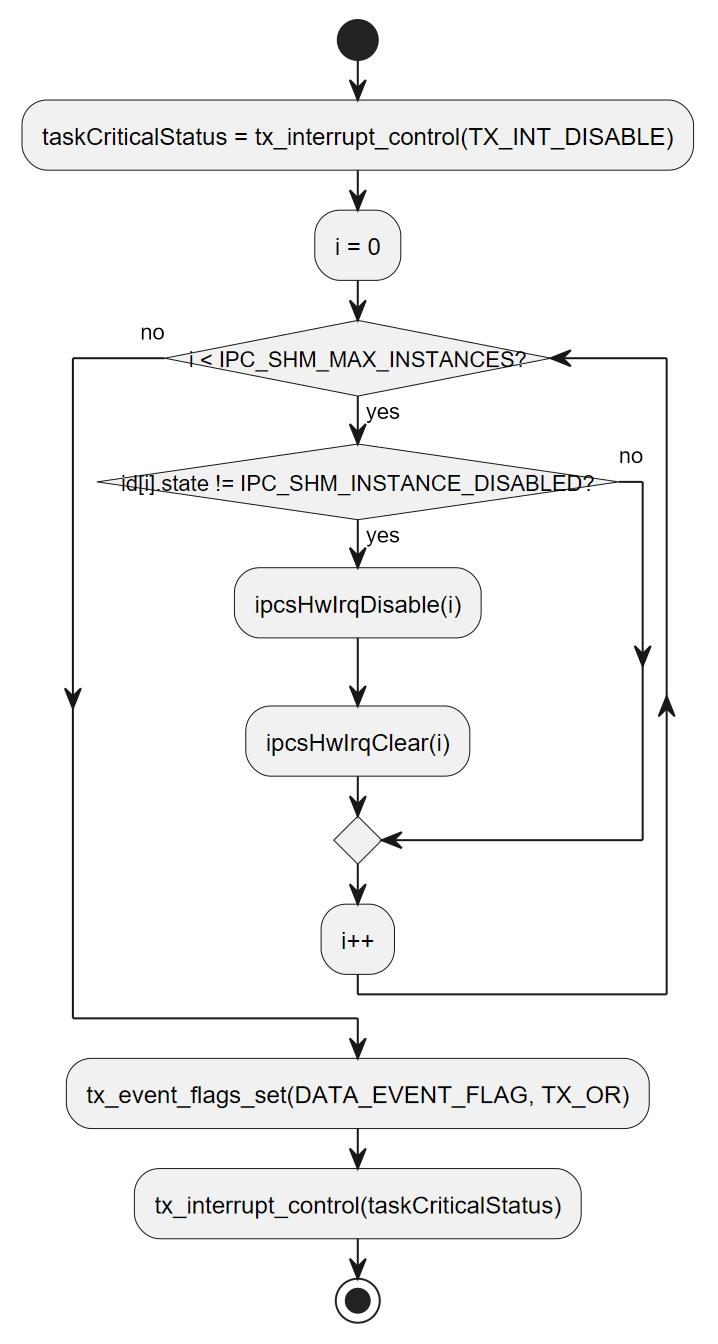 taskCriticalStatus = tx_interrupt_control(TX_INT_DISABLE)
i = 0
no
i < IPC_SHM_MAX_INSTANCES?
yes
no
id[i].state != IPC_SHM_INSTANCE_DISABLED?
yes
ipcsHwIrqDisable(i)
ipcsHwIrqClear(i)
i++
tx_event_flags_set(DATA_EVENT_FLAG, TX_OR)
tx_interrupt_control(taskCriticalStatus)